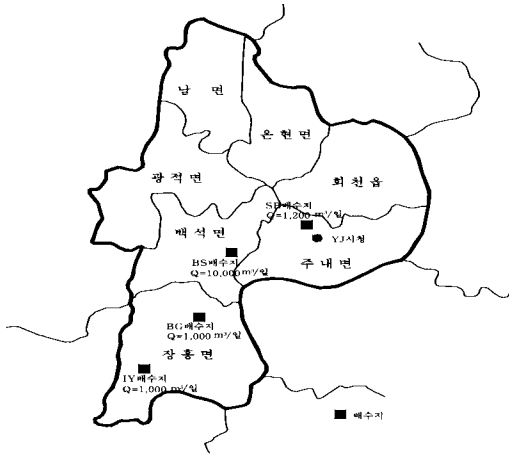 남 면
은현면
광적면
회천읍
SB배수지
Q=1,200 m³/일
백석면
YJ시청
BS배수지
Q=10,000 m³/일
주내면
BG배수지
Q=1,000 m³/일
장흥면
IY배수지
Q=1,000 m³/일
배수지